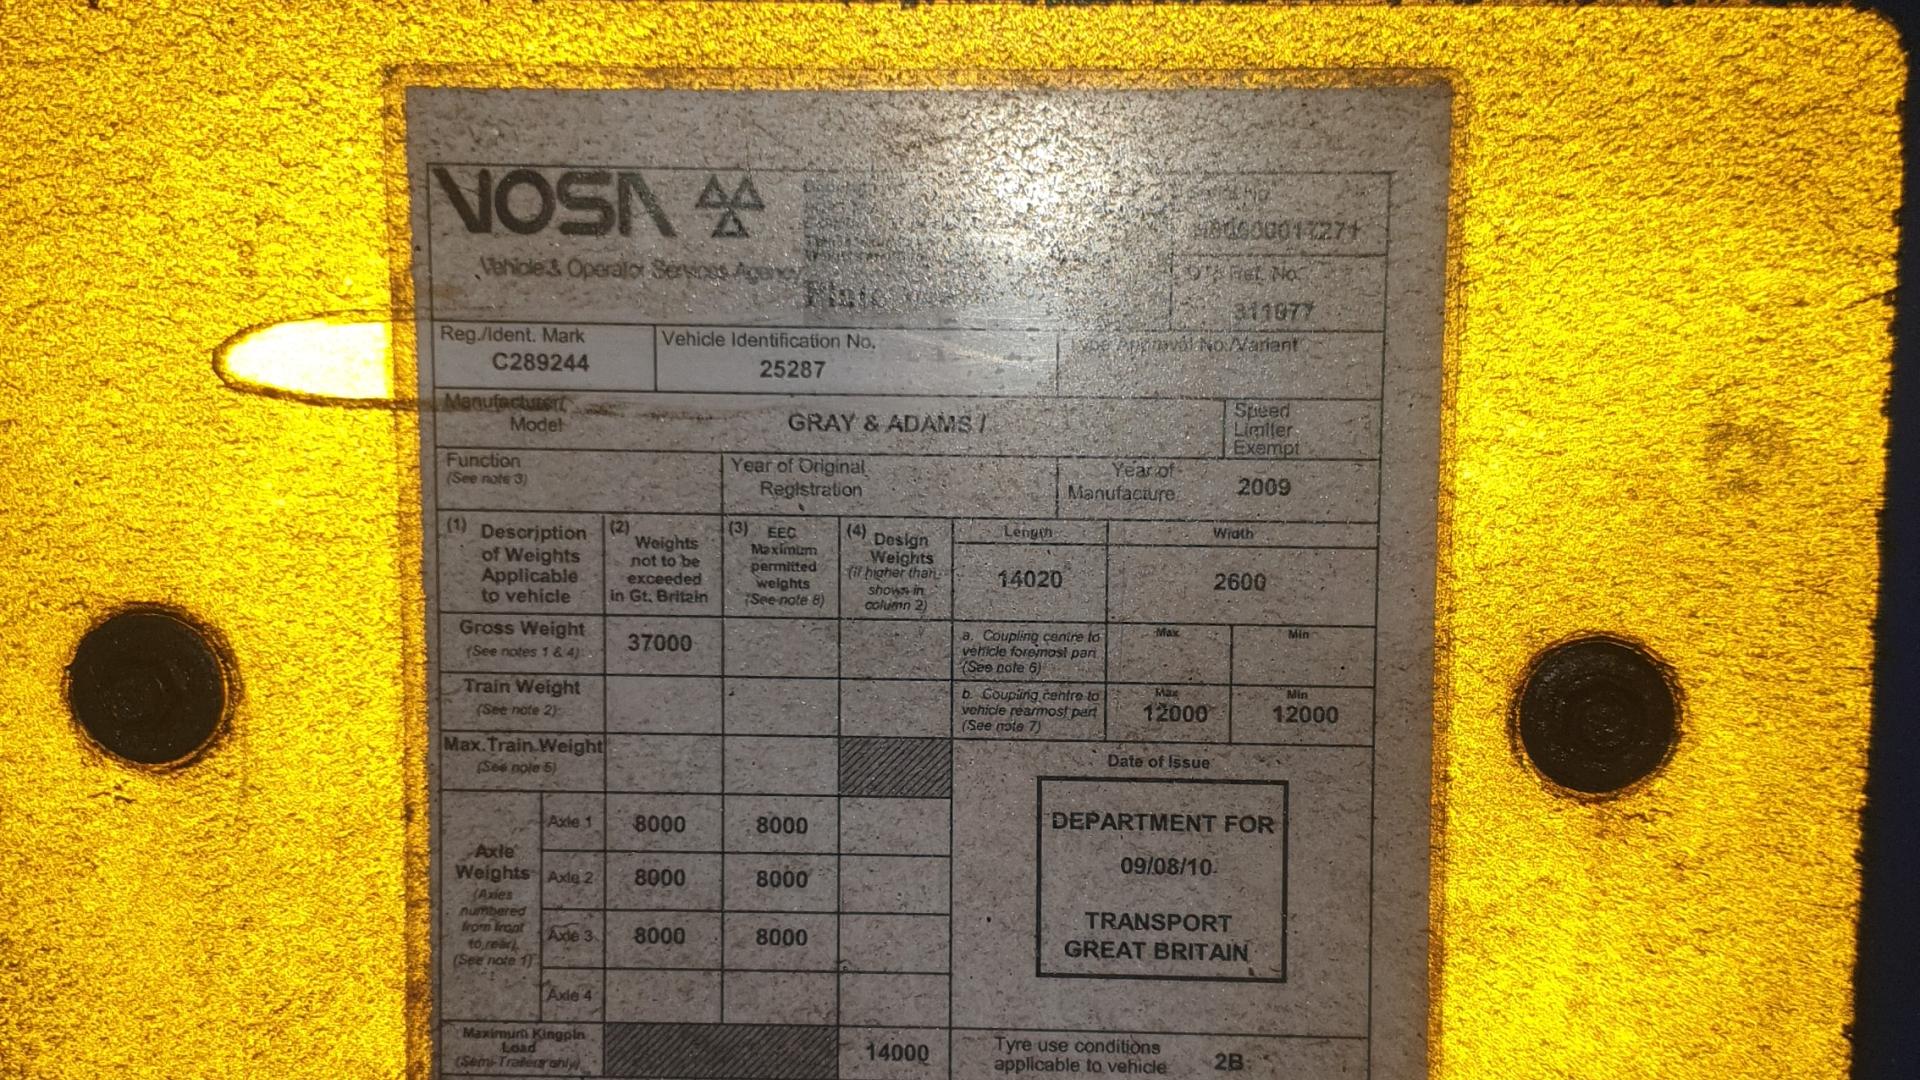 VOSA
Vehicle & Operator Services Agency
Plate
Serial No
DTp Ref. No.
311077
Reg./Ident. Mark
C289244
Vehicle Identification No.
25287
Type Approval No./Variant
Manufacturer/
Model
GRAY & ADAMS /
Speed
Limiter
Exempt
Function
(See note 3)
Year of Original
Registration
Year of
Manufacture
2009
(1) Description
of Weights
Applicable
to vehicle
(2) Weights
not to be
exceeded
in Gt. Britain
(3) EEC
Maximum
permitted
weights
(See note 8)
(4) Design
Weights
(if higher than
shown in
column 2)
Length
14020
Width
2600
Gross Weight
(See notes 1 & 4)
37000
a. Coupling centre to
vehicle foremost part
(See note 6)
Max
Min
Train Weight
(See note 2)
b. Coupling centre to
vehicle rearmost part
(See note 7)
Max
12000
Min
12000
Max.Train Weight
(See note 5)
Date of Issue
DEPARTMENT FOR
09/08/10
TRANSPORT
GREAT BRITAIN
Axle
Weights
(Axles
numbered
from front
to rear)
(See note 1)
Axle 1 8000 8000
Axle 2 8000 8000
Axle 3 8000 8000
Axle 4
Maximum Kingpin
Load
(Semi-Trailers only)
14000
Tyre use conditions
applicable to vehicle
2B